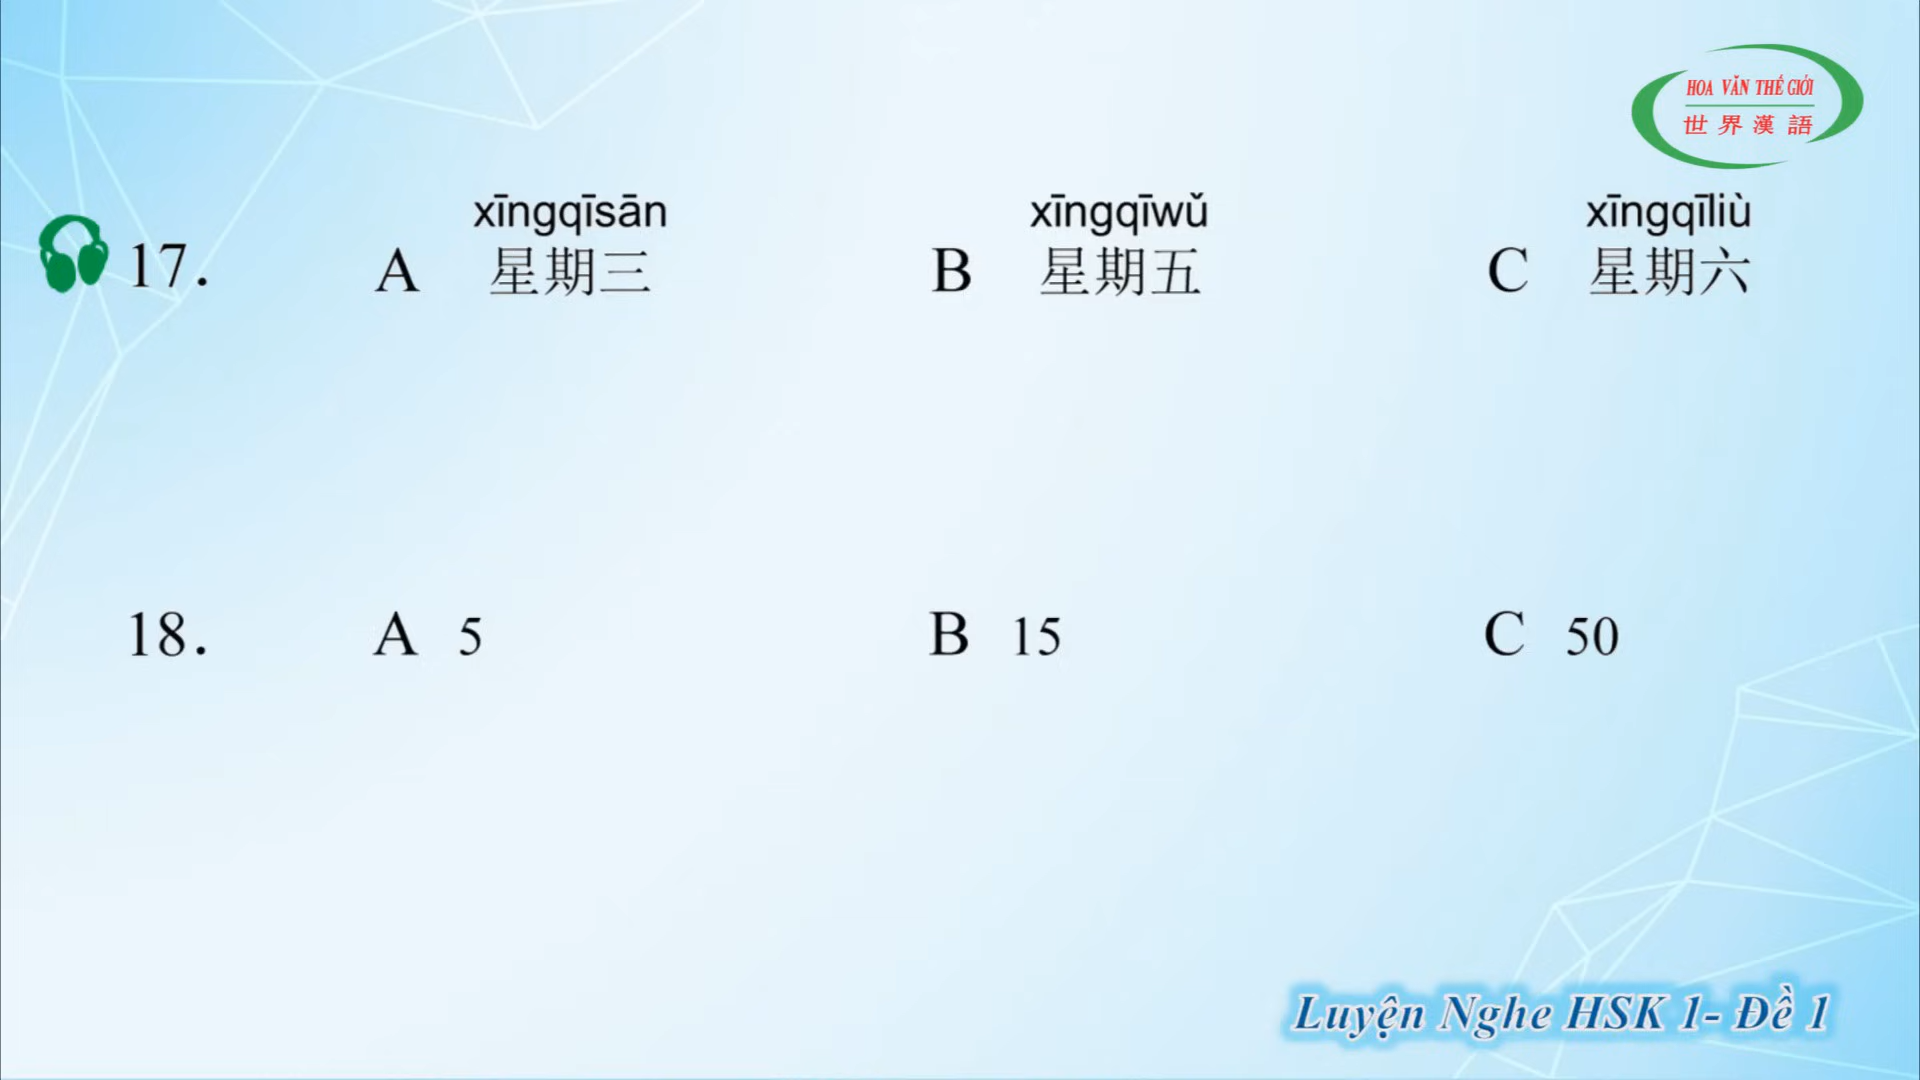 HOA VĂN THẾ GIỚI
世界漢語
xīngqīsān xīngqīwǔ xīngqīliù
17. A 星期三 B 星期五 C 星期六
18. A 5 B 15 C 50
Luyện Nghe HSK 1- Đề 1